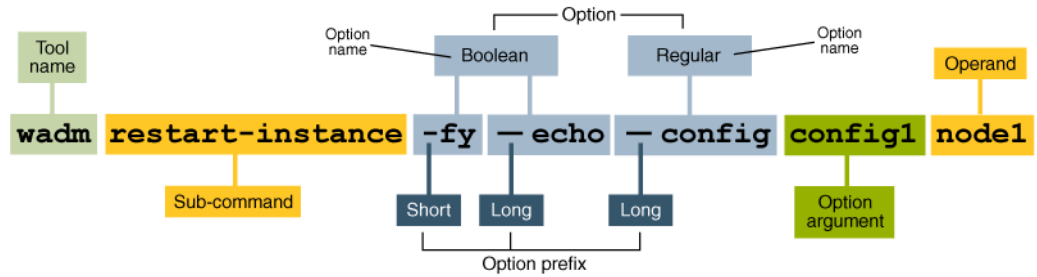 Option
Tool
name
Option
name
Boolean
Regular
Option
name
Operand
wadm restart-instance -fy — echo — config config1 node1
Sub-command
Short
Long
Long
Option
argument
Option prefix